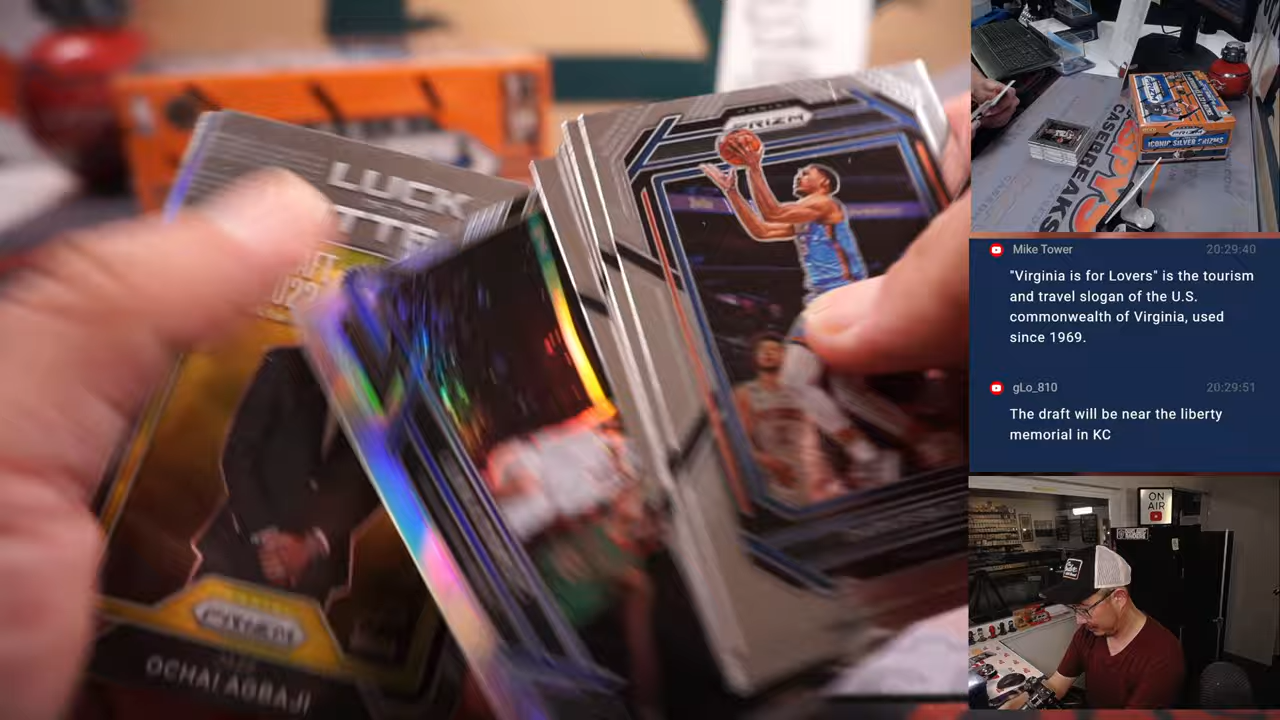 LUCK
PRIZM
PRIZM
OCHAI AGBAJI
PRIZM
ICONIC SILVER PRIZMS
CASEBREAKS
Mike Tower 20:29:40
"Virginia is for Lovers" is the tourism
and travel slogan of the U.S.
commonwealth of Virginia, used
since 1969.
gLo_810 20:29:51
The draft will be near the liberty
memorial in KC
ON
AIR